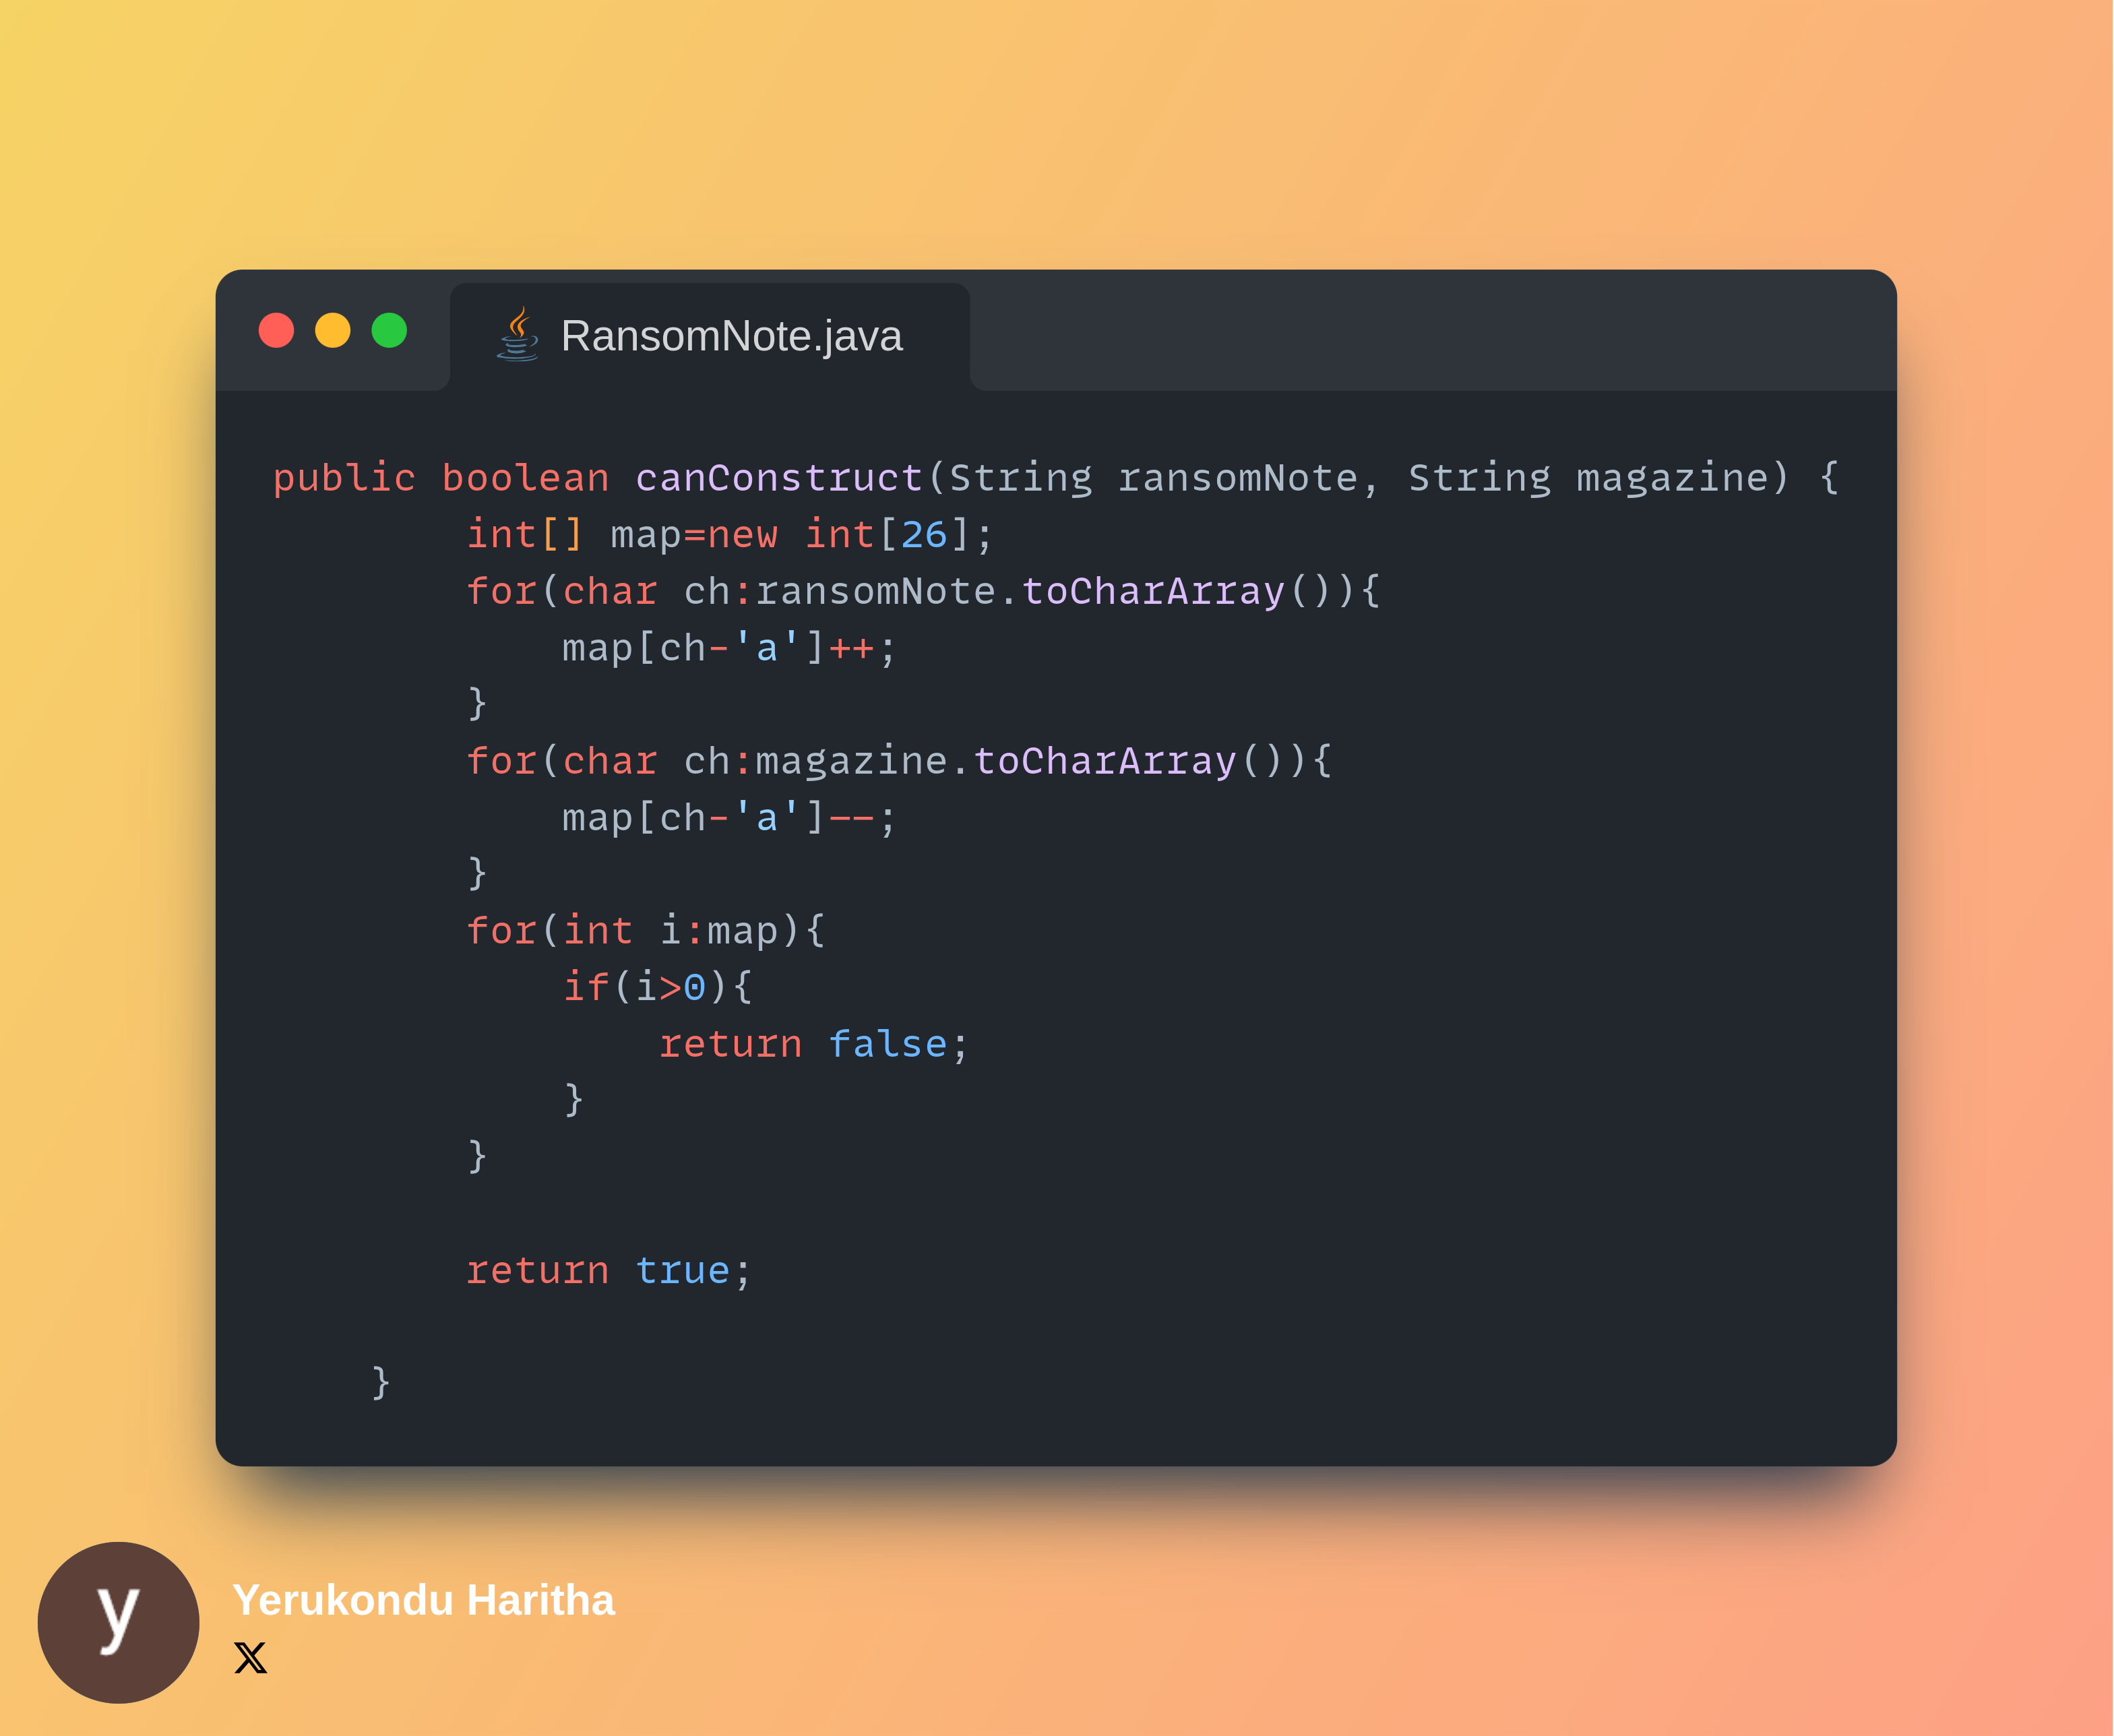 RansomNote.java
public boolean canConstruct(String ransomNote, String magazine) {
        int[] map=new int[26];
        for(char ch:ransomNote.toCharArray()){
            map[ch-'a']++;
        }
        for(char ch:magazine.toCharArray()){
            map[ch-'a']--;
        }
        for(int i:map){
            if(i>0){
                return false;
            }
        }
        return true;
    }
y
Yerukondu Haritha
X